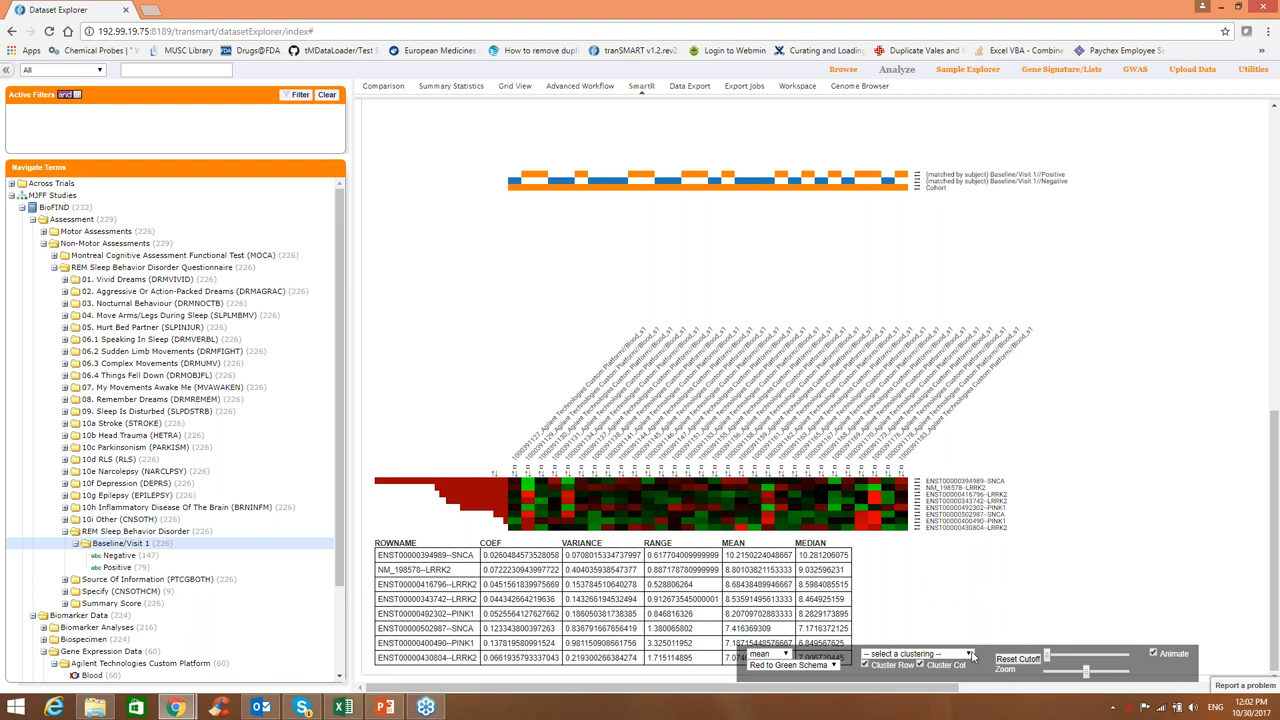 Dataset Explorer
192.99.19.75:8189/transmart/datasetExplorer/index#
Apps Chemical Probes | " MUSC Library Drugs@FDA tMDataLoader/Test S European Medicines How to remove dupli tranSMART v1.2.rev2 Login to Webmin Curating and Loading Duplicate Vales and Excel VBA - Combine Paychex Employee Se
All
Browse Analyze Sample Explorer Gene Signature/Lists GWAS Upload Data Utilities
Comparison Summary Statistics Grid View Advanced Workflow SmartR Data Export Export Jobs Workspace Genome Browser
Active Filters and Filter Clear
Navigate Terms
Across Trials
MJFF Studies
BioFIND (232)
Assessment (229)
Motor Assessments (226)
Non-Motor Assessments (229)
Montreal Cognitive Assessment Functional Test (MOCA) (226)
REM Sleep Behavior Disorder Questionnaire (226)
01. Vivid Dreams (DRMVIVID) (226)
02. Aggressive Or Action-Packed Dreams (DRMAGRAC) (226)
03. Nocturnal Behaviour (DRMNOCTB) (226)
04. Move Arms/Legs During Sleep (SLPLMBMV) (226)
05. Hurt Bed Partner (SLPINJUR) (226)
06.1 Speaking In Sleep (DRMVERBL) (226)
06.2 Sudden Limb Movements (DRMFIGHT) (226)
06.3 Complex Movements (DRMUMV) (226)
06.4 Things Fell Down (DRMOBJFL) (226)
07. My Movements Awake Me (MVAWAKEN) (226)
08. Remember Dreams (DRMREMEM) (226)
09. Sleep Is Disturbed (SLPDSTRB) (226)
10a Stroke (STROKE) (226)
10b Head Trauma (HETRA) (226)
10c Parkinsonism (PARKISM) (226)
10d RLS (RLS) (226)
10e Narcolepsy (NARCLPSY) (226)
10f Depression (DEPRS) (226)
10g Epilepsy (EPILEPSY) (226)
10h Inflammatory Disease Of The Brain (BRNINFM) (226)
10i Other (CNSOTH) (226)
REM Sleep Behavior Disorder (226)
Baseline/Visit 1 (226)
abc Negative (147)
abc Positive (79)
Source Of Information (PTCGBOTH) (226)
Specify (CNSOTHCM) (9)
Summary Score (226)
Biomarker Data (224)
Biomarker Analyses (216)
Biospecimen (224)
Gene Expression Data (60)
Agilent Technologies Custom Platform (60)
Blood (60)
(matched by subject) Baseline/Visit 1//Positive
(matched by subject) Baseline/Visit 1//Negative
Cohort
ENST00000394989--SNCA
NM_198578--LRRK2
ENST00000416796--LRRK2
ENST00000343742--LRRK2
ENST00000492302--PINK1
ENST00000502987--SNCA
ENST00000400490--PINK1
ENST00000430804--LRRK2
ROWNAME COEF VARIANCE RANGE MEAN MEDIAN
ENST00000394989--SNCA 0.0260484573528058 0.0708015334737997 0.617704009999999 10.2150224048667 10.281206075
NM_198578--LRRK2 0.0722230943997722 0.404035938547377 0.887178780999999 8.80103821153333 9.032596231
ENST00000416796--LRRK2 0.0451561839975669 0.153784510640278 0.528806264 8.68438489946667 8.5984085515
ENST00000343742--LRRK2 0.044342664219636 0.143266194532494 0.912673545000001 8.53591495613333 8.464925159
ENST00000492302--PINK1 0.0525564127627662 0.186050381738385 0.846816326 8.20709702883333 8.2829173895
ENST00000502987--SNCA 0.123343800397263 0.836791667656419 1.380065802 7.416369309 7.1716372125
ENST00000400490--PINK1 0.137819580991524 0.981150908661756 3.325011952 7.18715448576667 6.849567625
ENST00000430804--LRRK2 0.0661935793337043 0.219300266384037 1.715114895
mean -- select a clustering -- Reset Cutoff Animate
Red to Green Schema Cluster Row Cluster Col Zoom
Report a problem
ENG 12:02 PM
10/30/2017